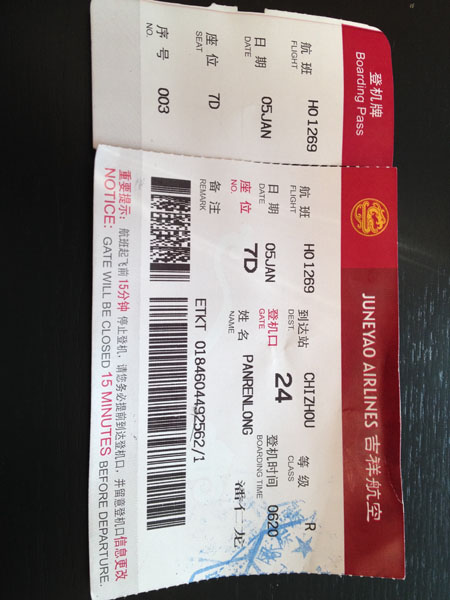 登机牌
Boarding Pass
航班 HO1269
FLIGHT
日期 05JAN
DATE
座位 7D
SEAT
序号 003
NO.
JUNEYAO AIRLINES 吉祥航空
航班 HO1269 到达站 CHIZHOU 等级 R
FLIGHT DEST. CLASS
日期 05JAN 登机口 24 登机时间 0620
DATE GATE BOARDING TIME
座位 7D 姓名 PANRENLONG 潘仁龙
NO. NAME
备注
REMARK
ETKT 0184604492562/1
重要提示: 航班起飞前15分钟停止登机, 请您务必提前到达登机口, 并留意登机口信息更改
NOTICE: GATE WILL BE CLOSED 15 MINUTES BEFORE DEPARTURE.